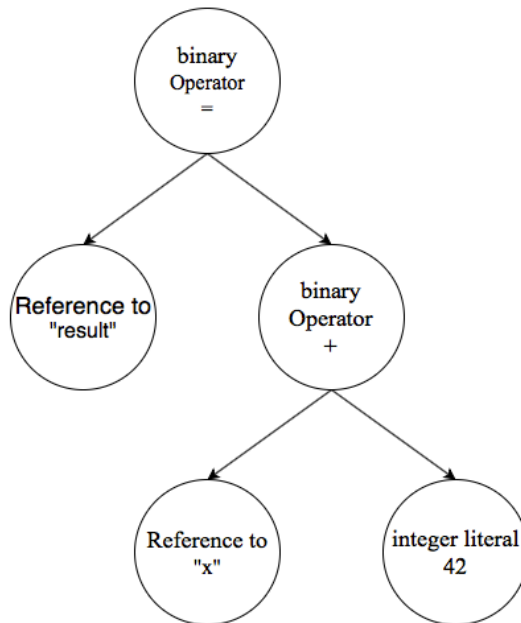 binary
Operator
=
Reference to
"result"
binary
Operator
+
Reference to
"x"
integer literal
42